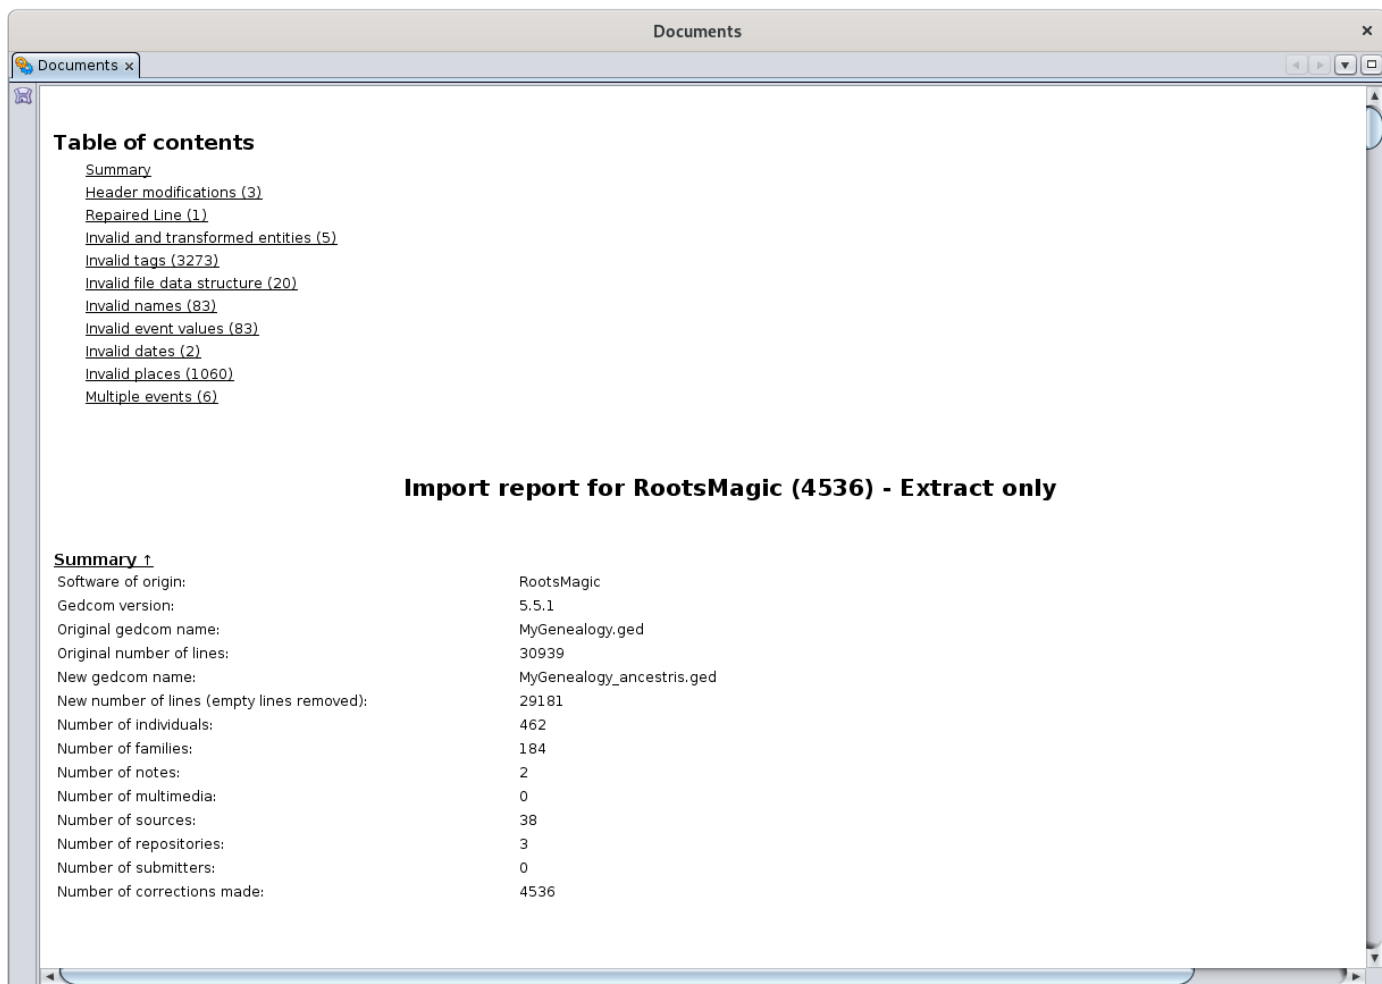 Documents
Documents
Table of contents
Summary
Header modifications (3)
Repaired Line (1)
Invalid and transformed entities (5)
Invalid tags (3273)
Invalid file data structure (20)
Invalid names (83)
Invalid event values (83)
Invalid dates (2)
Invalid places (1060)
Multiple events (6)
Import report for RootsMagic (4536) - Extract only
Summary ↑
Software of origin: RootsMagic
Gedcom version: 5.5.1
Original gedcom name: MyGenealogy.ged
Original number of lines: 30939
New gedcom name: MyGenealogy_ancestris.ged
New number of lines (empty lines removed): 29181
Number of individuals: 462
Number of families: 184
Number of notes: 2
Number of multimedia: 0
Number of sources: 38
Number of repositories: 3
Number of submitters: 0
Number of corrections made: 4536